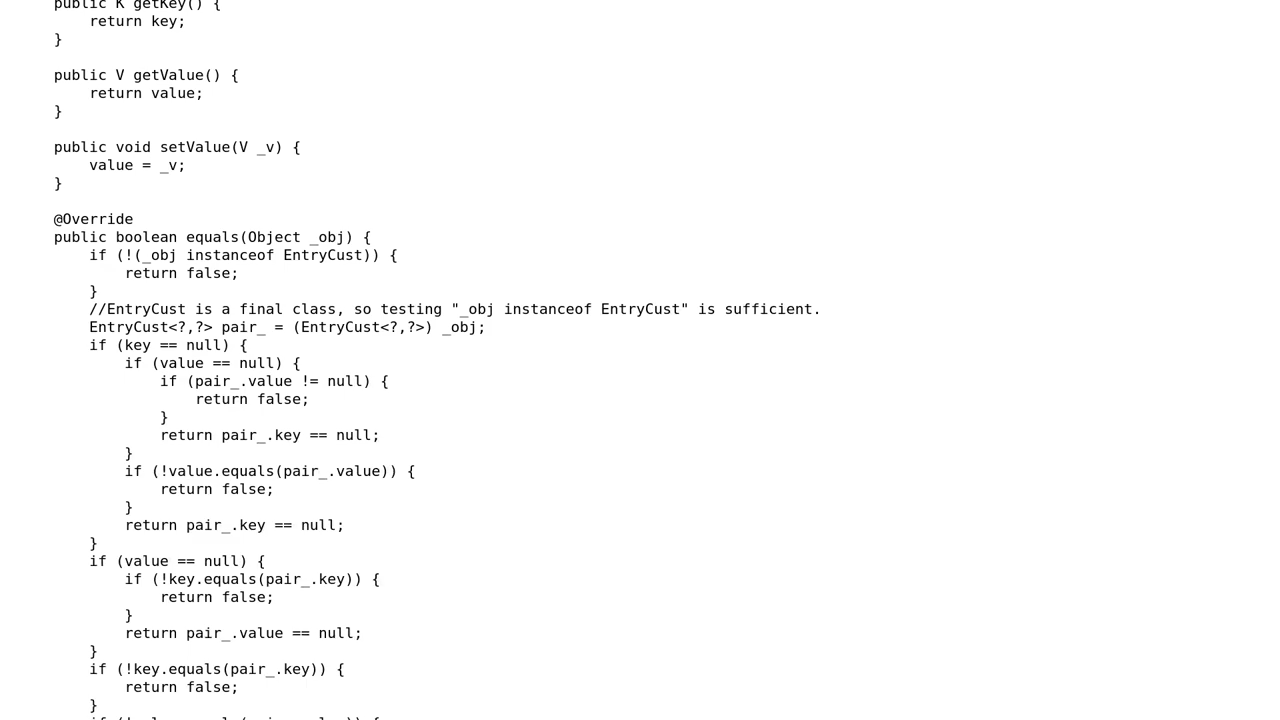 public K getKey() {
        return key;
    }

    public V getValue() {
        return value;
    }

    public void setValue(V _v) {
        value = _v;
    }

    @Override
    public boolean equals(Object _obj) {
        if (!(_obj instanceof EntryCust)) {
            return false;
        }
        //EntryCust is a final class, so testing "_obj instanceof EntryCust" is sufficient.
        EntryCust<?,?> pair_ = (EntryCust<?,?>) _obj;
        if (key == null) {
            if (value == null) {
                if (pair_.value != null) {
                    return false;
                }
                return pair_.key == null;
            }
            if (!value.equals(pair_.value)) {
                return false;
            }
            return pair_.key == null;
        }
        if (value == null) {
            if (!key.equals(pair_.key)) {
                return false;
            }
            return pair_.value == null;
        }
        if (!key.equals(pair_.key)) {
            return false;
        }